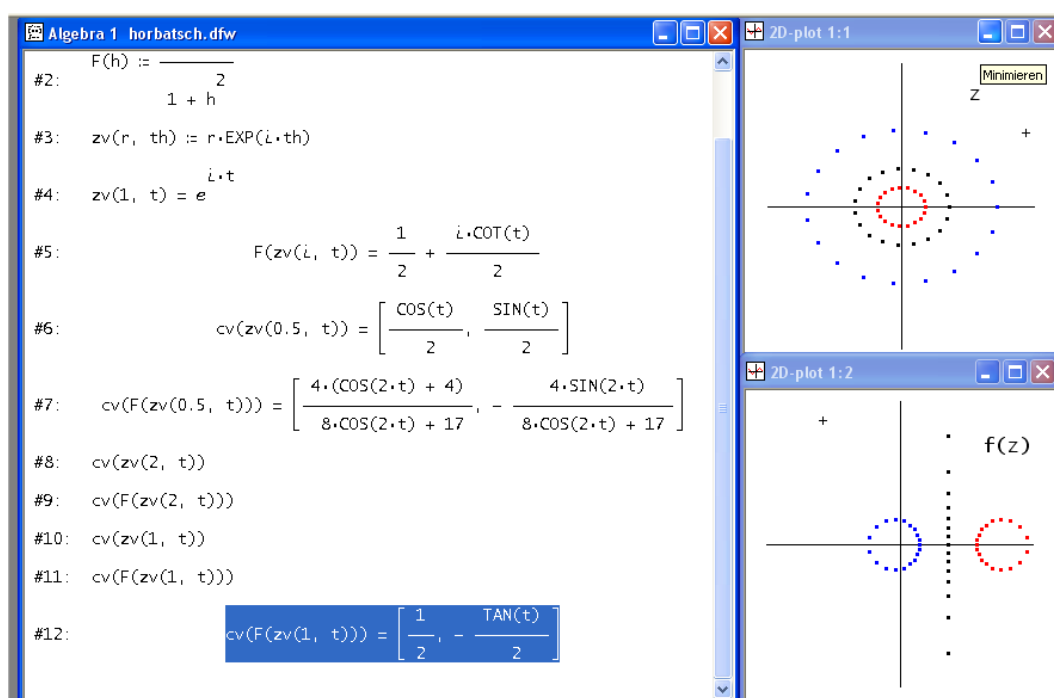 Algebra 1 horbatsch.dfw
#2: F(h) := ――― 2
1 + h
#3: zv(r, th) := r·EXP(i·th)
i·t
#4: zv(1, t) = e
1 i·COT(t)
#5: F(zv(i, t)) = ――― + ―――
2 2
COS(t) SIN(t)
#6: cv(zv(0.5, t)) = [ ―――, ――― ]
2 2
4·(COS(2·t) + 4) 4·SIN(2·t)
#7: cv(F(zv(0.5, t))) = [ ―――, - ――― ]
8·COS(2·t) + 17 8·COS(2·t) + 17
#8: cv(zv(2, t))
#9: cv(F(zv(2, t)))
#10: cv(zv(1, t))
#11: cv(F(zv(1, t)))
1 TAN(t)
#12: cv(F(zv(1, t))) = [ ―――, - ――― ]
2 2
2D-plot 1:1
Minimieren
z
2D-plot 1:2
f(z)